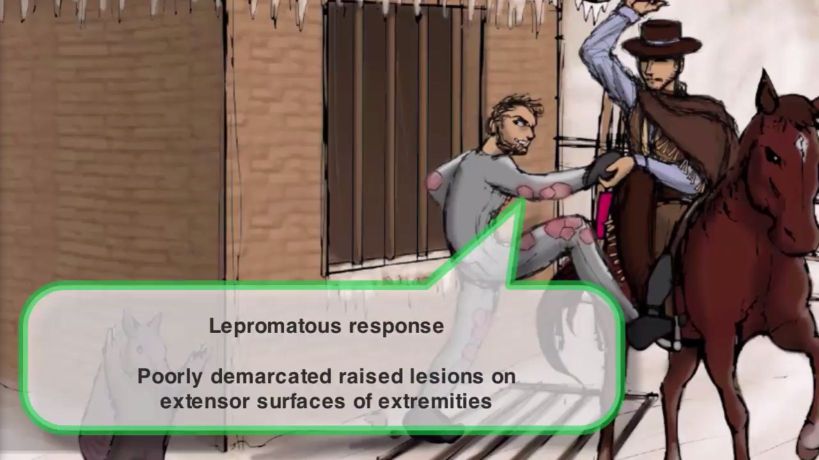 Lepromatous response
Poorly demarcated raised lesions on
extensor surfaces of extremities